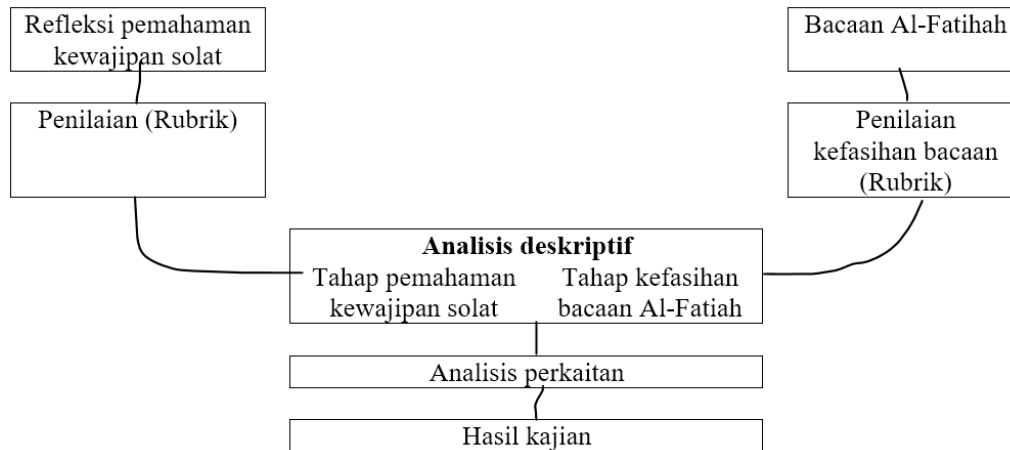 Refleksi pemahaman
kewajipan solat
Bacaan Al-Fatihah
Penilaian (Rubrik)
Penilaian
kefasihan bacaan
(Rubrik)
Analisis deskriptif
Tahap pemahaman
kewajipan solat
Tahap kefasihan
bacaan Al-Fatiah
Analisis perkaitan
Hasil kajian